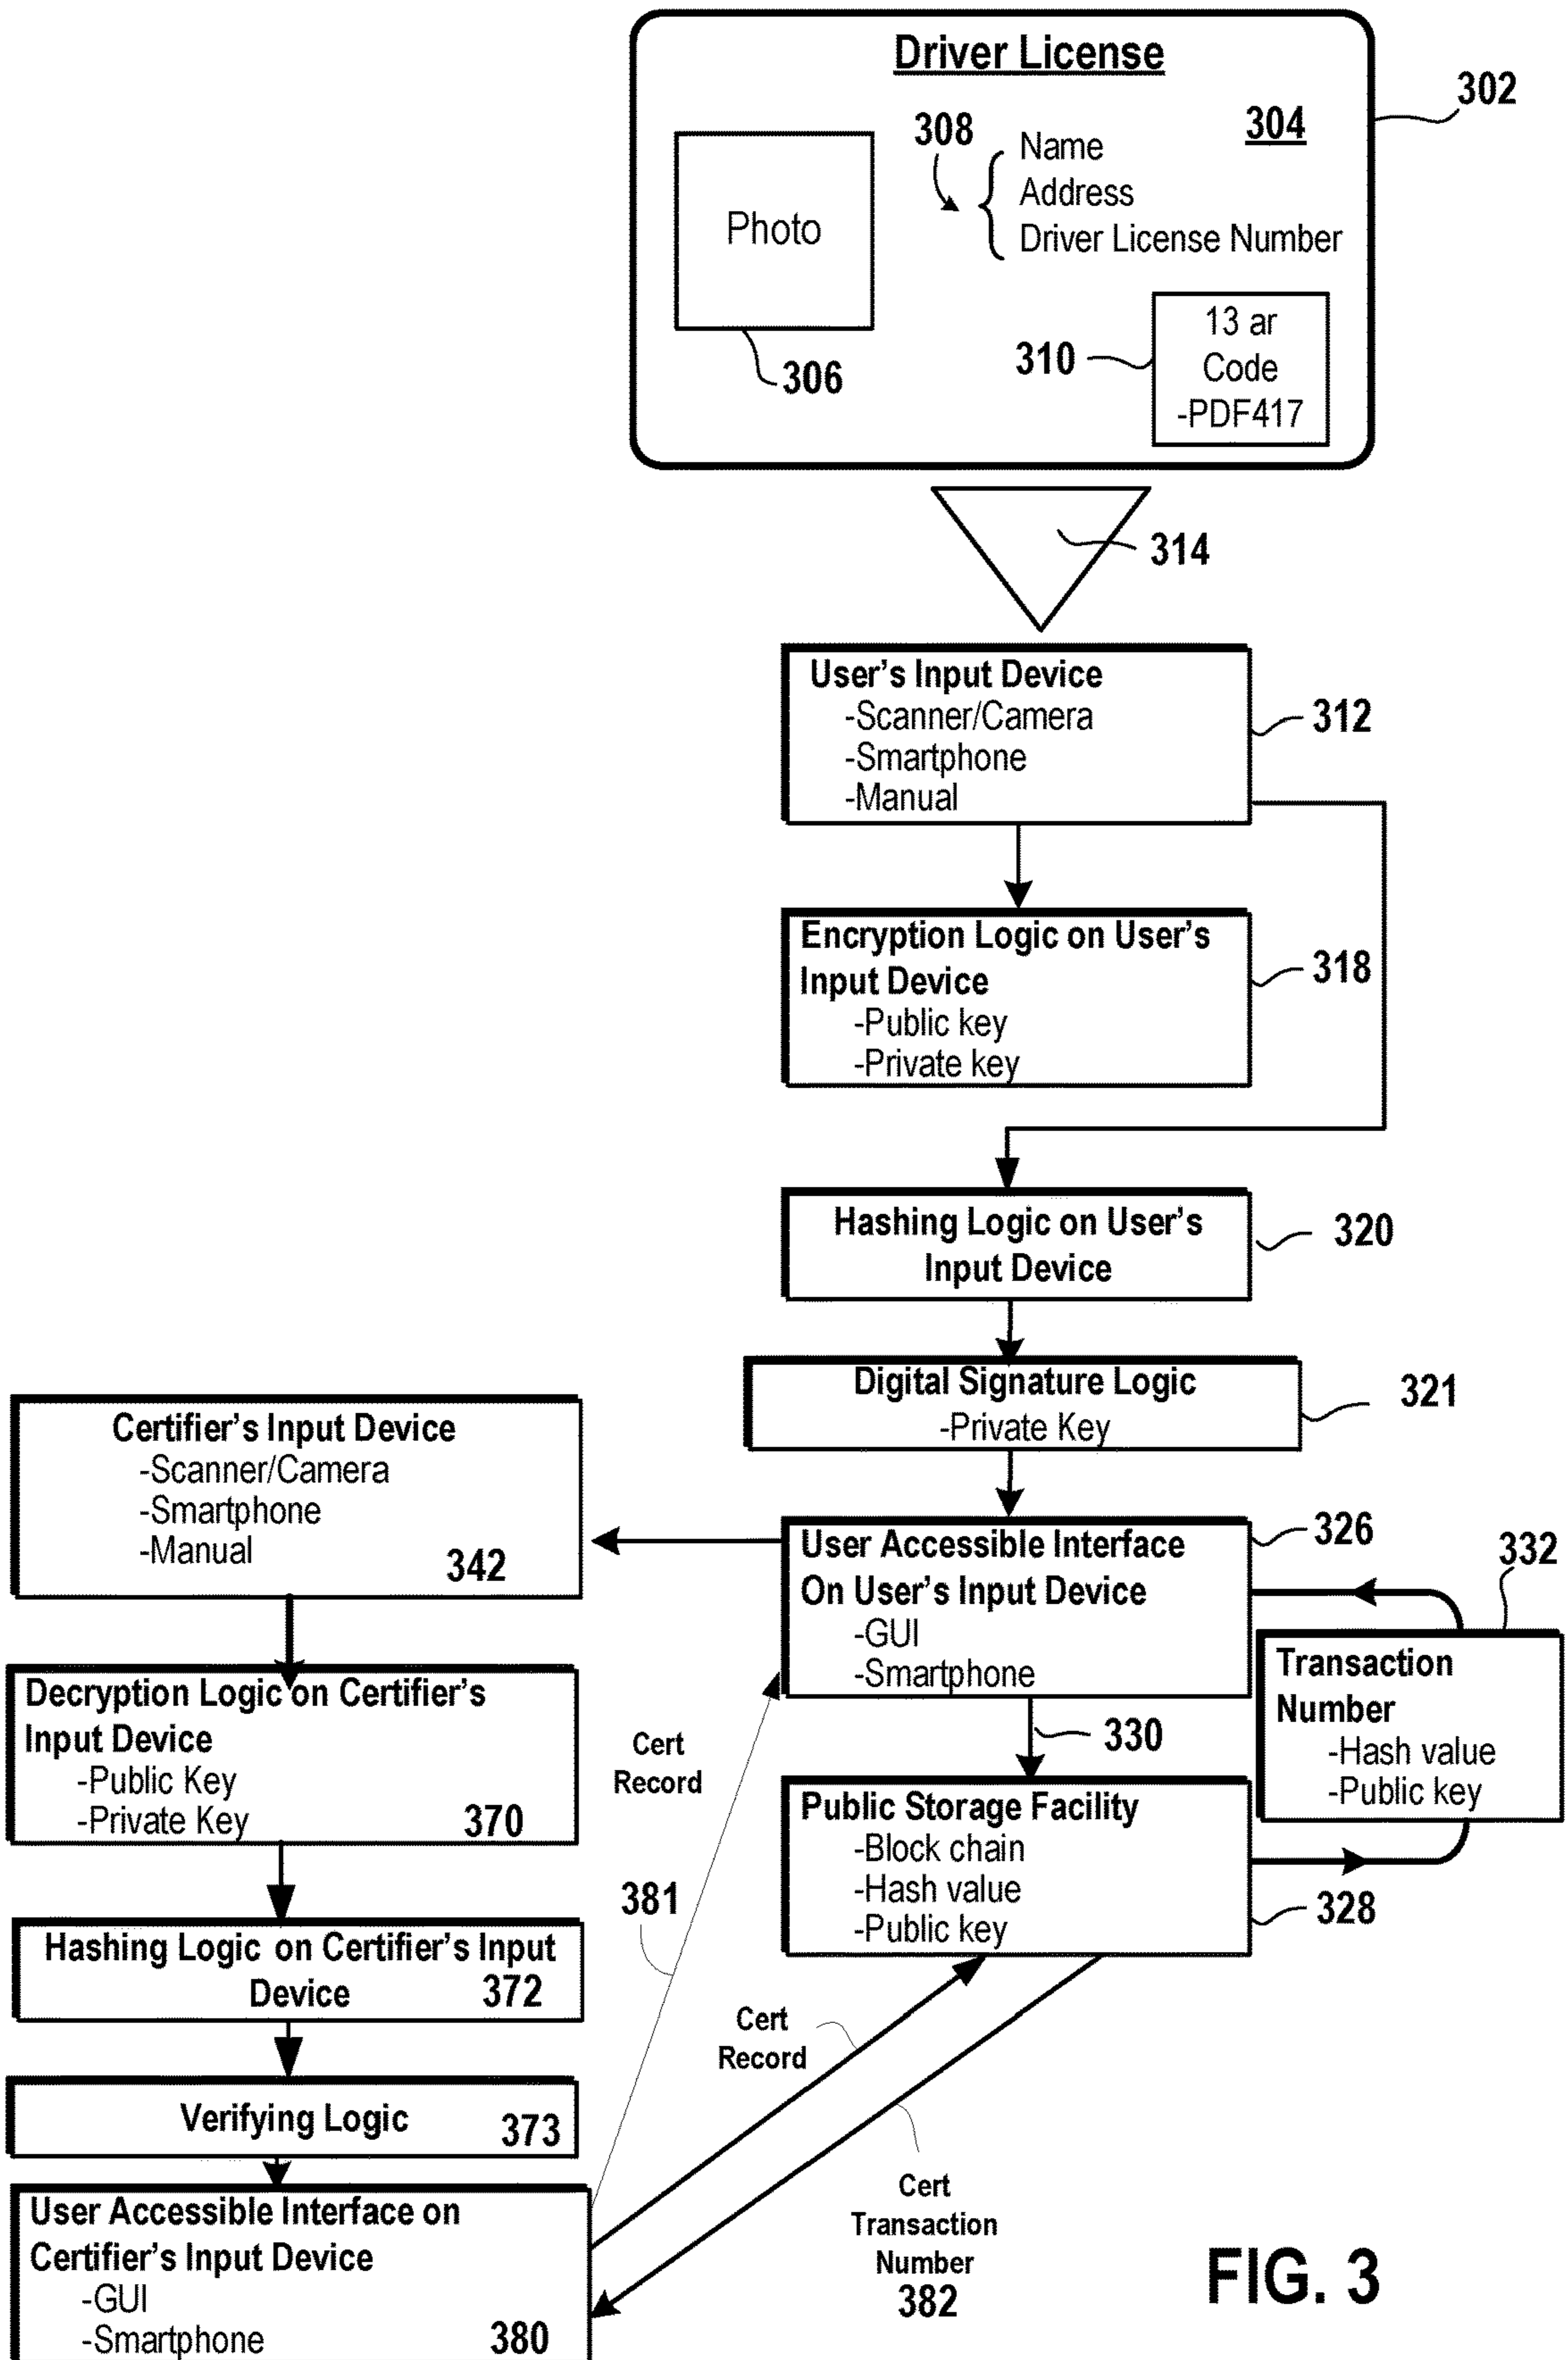 Driver License
302
304
308
Name
Address
Driver License Number
Photo
306
310
13 ar
Code
-PDF417
314
User's Input Device
-Scanner/Camera
-Smartphone
-Manual
312
Encryption Logic on User's
Input Device
-Public key
-Private key
318
Hashing Logic on User's
Input Device
320
Digital Signature Logic
-Private Key
321
Certifier's Input Device
-Scanner/Camera
-Smartphone
-Manual
342
User Accessible Interface
On User's Input Device
-GUI
-Smartphone
326
332
Transaction
Number
-Hash value
-Public key
Decryption Logic on Certifier's
Input Device
-Public Key
-Private Key
370
Cert
Record
330
Public Storage Facility
-Block chain
-Hash value
-Public key
328
381
Hashing Logic on Certifier's Input
Device
372
Cert
Record
Verifying Logic
373
User Accessible Interface on
Certifier's Input Device
-GUI
-Smartphone
380
Cert
Transaction
Number
382
FIG. 3